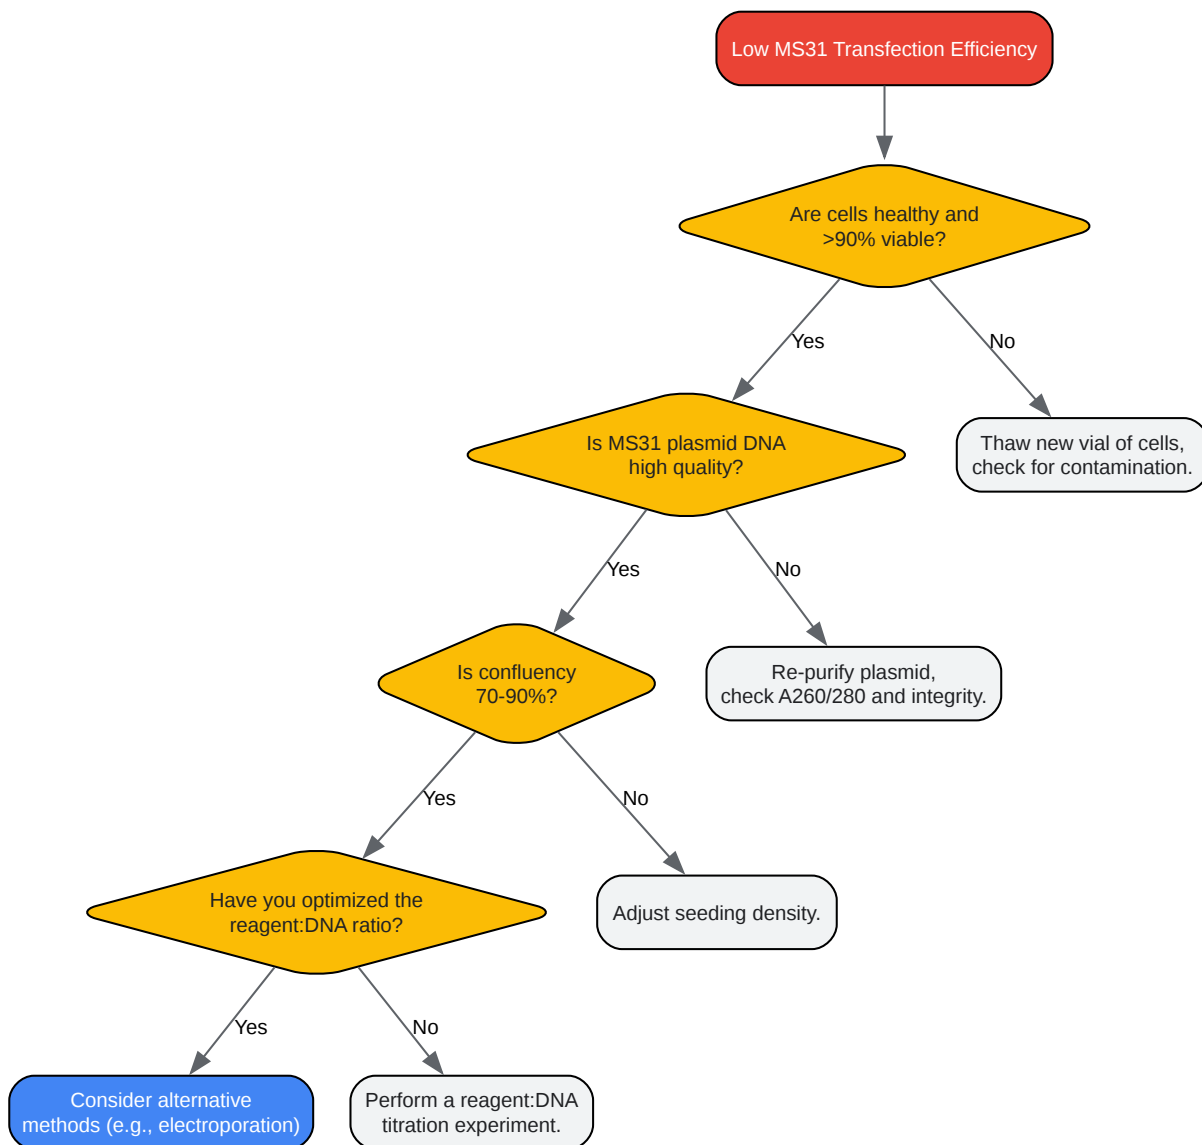 Low MS31 Transfection Efficiency
Are cells healthy and
>90% viable?
Yes
No
Is MS31 plasmid DNA
high quality?
Thaw new vial of cells,
check for contamination.
Yes
No
Is confluency
70-90%?
Re-purify plasmid,
check A260/280 and integrity.
Yes
No
Have you optimized the
reagent:DNA ratio?
Adjust seeding density.
Yes
No
Consider alternative
methods (e.g., electroporation)
Perform a reagent:DNA
titration experiment.